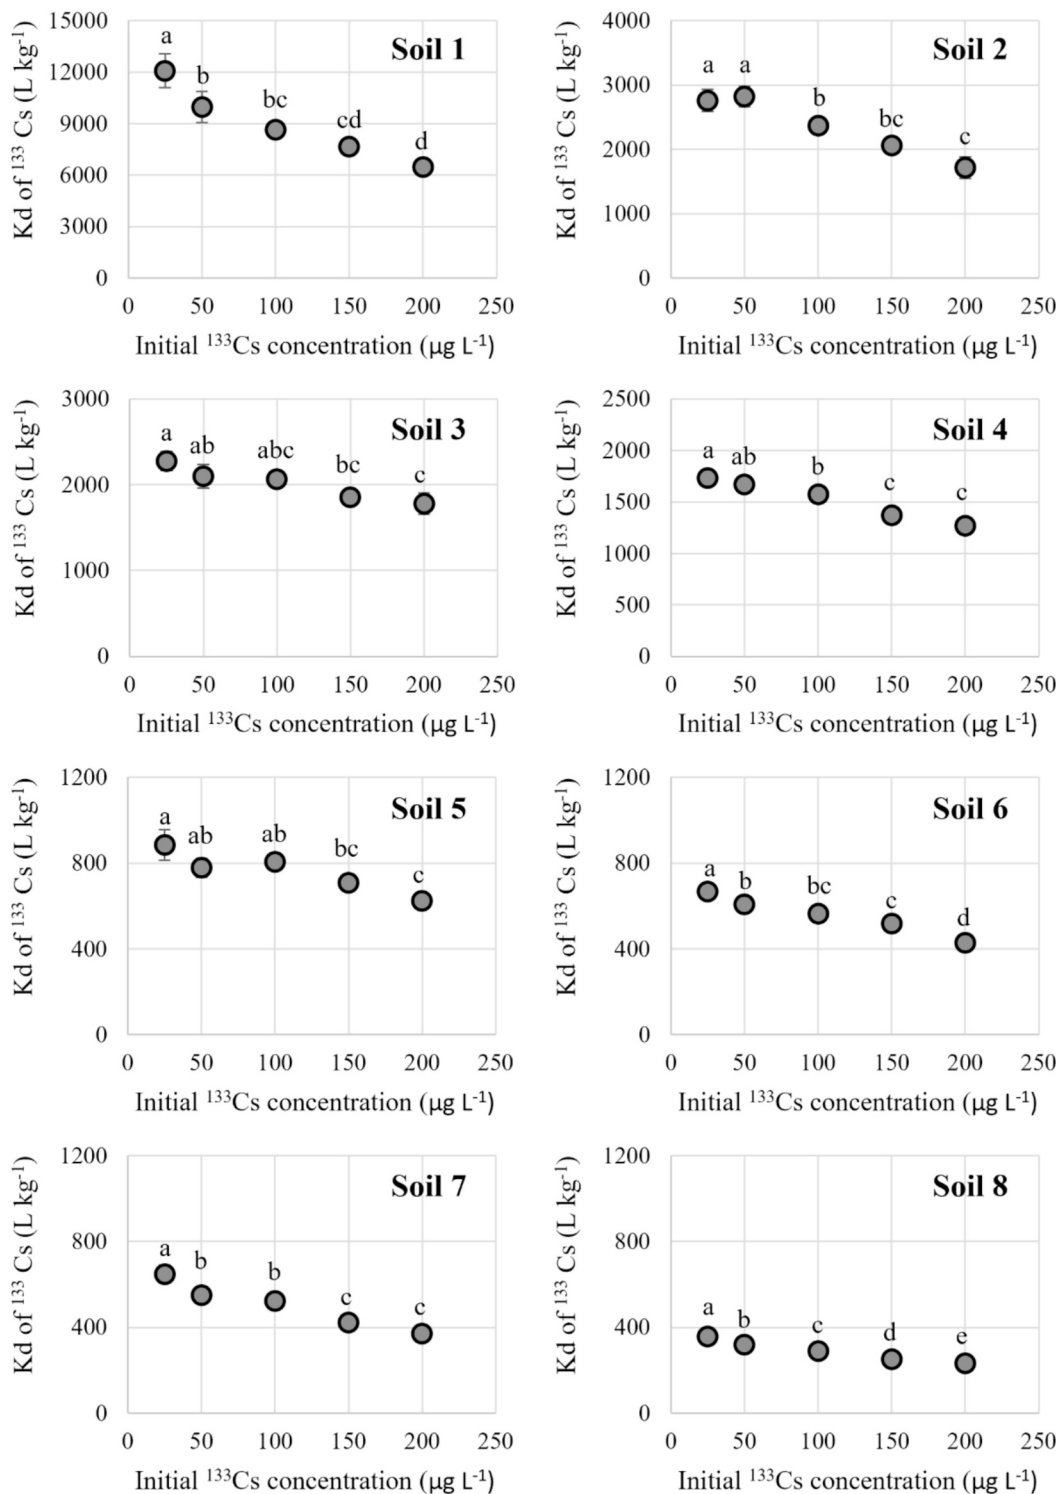 Soil 1
Kd of ¹³³ Cs (L kg⁻¹)
15000
12000
9000
6000
3000
0
a
b
bc
cd
d
0 50 100 150 200 250
Initial ¹³³Cs concentration (µg L⁻¹)
Soil 2
Kd of ¹³³ Cs (L kg⁻¹)
4000
3000
2000
1000
0
a
a
b
bc
c
0 50 100 150 200 250
Initial ¹³³Cs concentration (µg L⁻¹)
Soil 3
Kd of ¹³³ Cs (L kg⁻¹)
3000
2000
1000
0
a
ab
abc
bc
c
0 50 100 150 200 250
Initial ¹³³Cs concentration (µg L⁻¹)
Soil 4
Kd of ¹³³ Cs (L kg⁻¹)
2500
2000
1500
1000
500
0
a
ab
b
c
c
0 50 100 150 200 250
Initial ¹³³Cs concentration (µg L⁻¹)
Soil 5
Kd of ¹³³ Cs (L kg⁻¹)
1200
800
400
0
a
ab
ab
bc
c
0 50 100 150 200 250
Initial ¹³³Cs concentration (µg L⁻¹)
Soil 6
Kd of ¹³³ Cs (L kg⁻¹)
1200
800
400
0
a
b
bc
c
d
0 50 100 150 200 250
Initial ¹³³Cs concentration (µg L⁻¹)
Soil 7
Kd of ¹³³ Cs (L kg⁻¹)
1200
800
400
0
a
b
b
c
c
0 50 100 150 200 250
Initial ¹³³Cs concentration (µg L⁻¹)
Soil 8
Kd of ¹³³ Cs (L kg⁻¹)
1200
800
400
0
a
b
c
d
e
0 50 100 150 200 250
Initial ¹³³Cs concentration (µg L⁻¹)